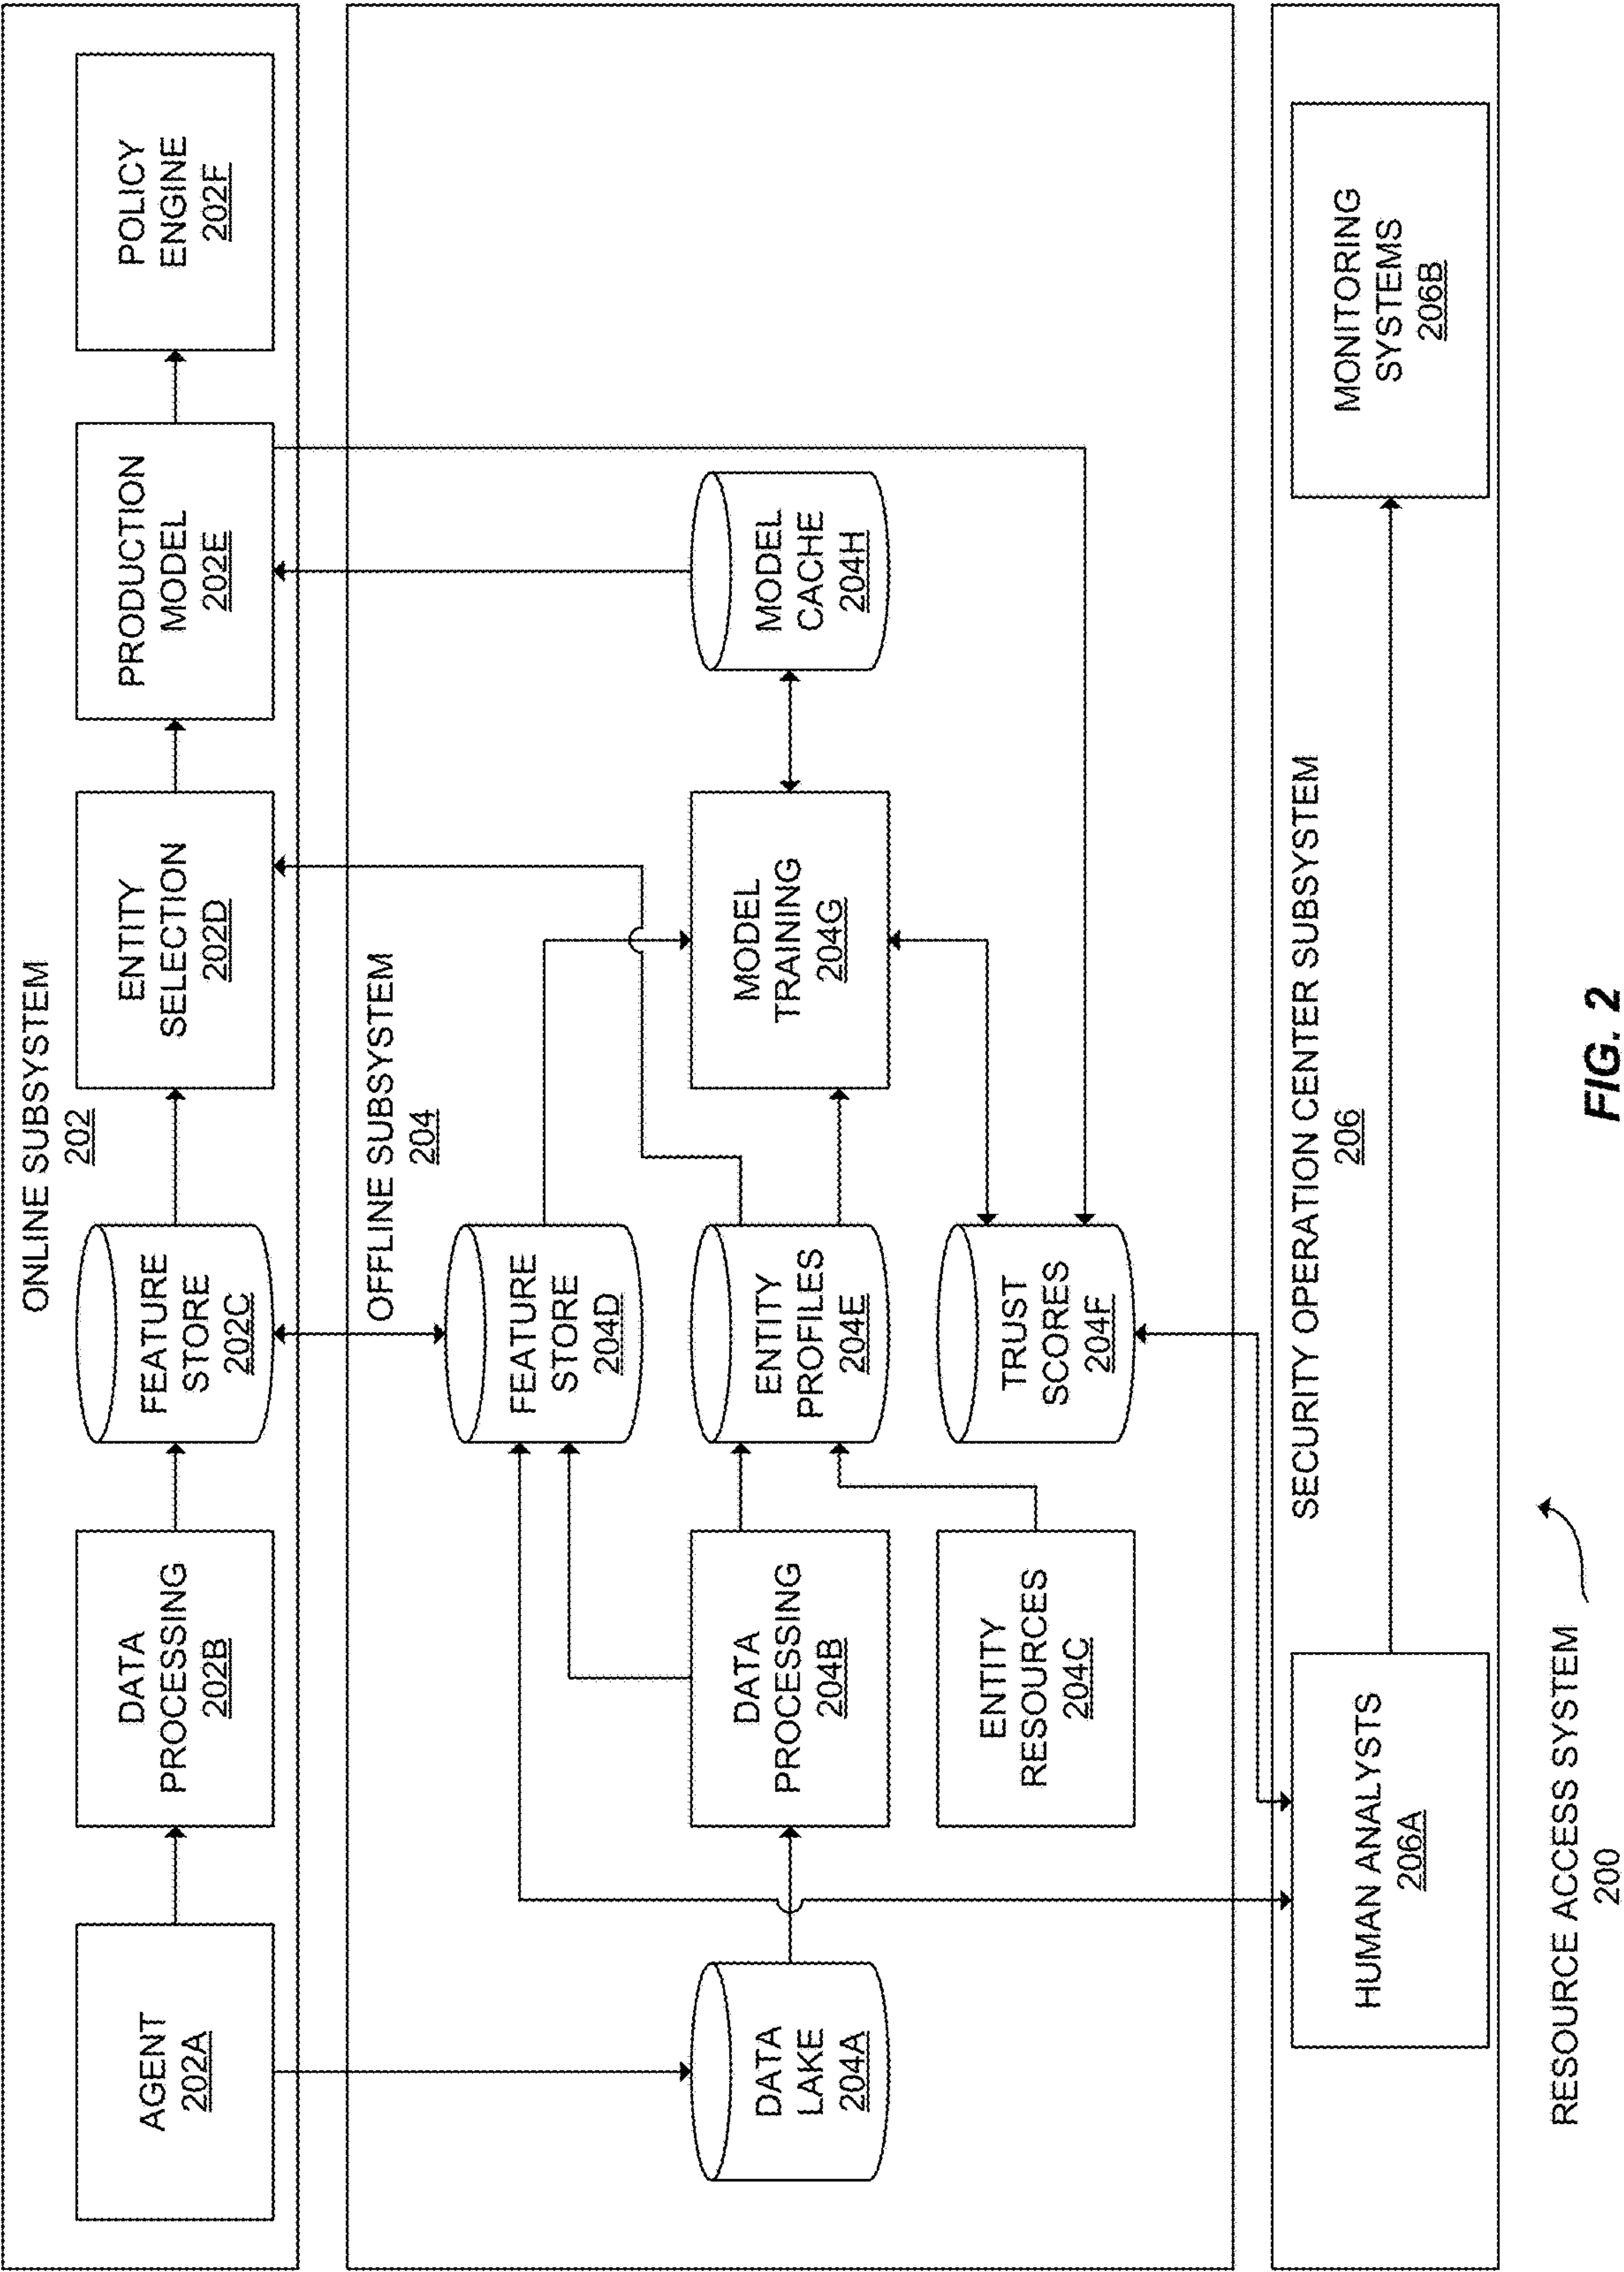 ONLINE SUBSYSTEM
202
AGENT
202A
DATA
PROCESSING
202B
FEATURE
STORE
202C
ENTITY
SELECTION
202D
PRODUCTION
MODEL
202E
POLICY
ENGINE
202F
OFFLINE SUBSYSTEM
204
DATA
LAKE
204A
DATA
PROCESSING
204B
ENTITY
RESOURCES
204C
FEATURE
STORE
204D
ENTITY
PROFILES
204E
TRUST
SCORES
204F
MODEL
TRAINING
204G
MODEL
CACHE
204H
SECURITY OPERATION CENTER SUBSYSTEM
206
HUMAN ANALYSTS
206A
MONITORING
SYSTEMS
206B
RESOURCE ACCESS SYSTEM
200
FIG. 2